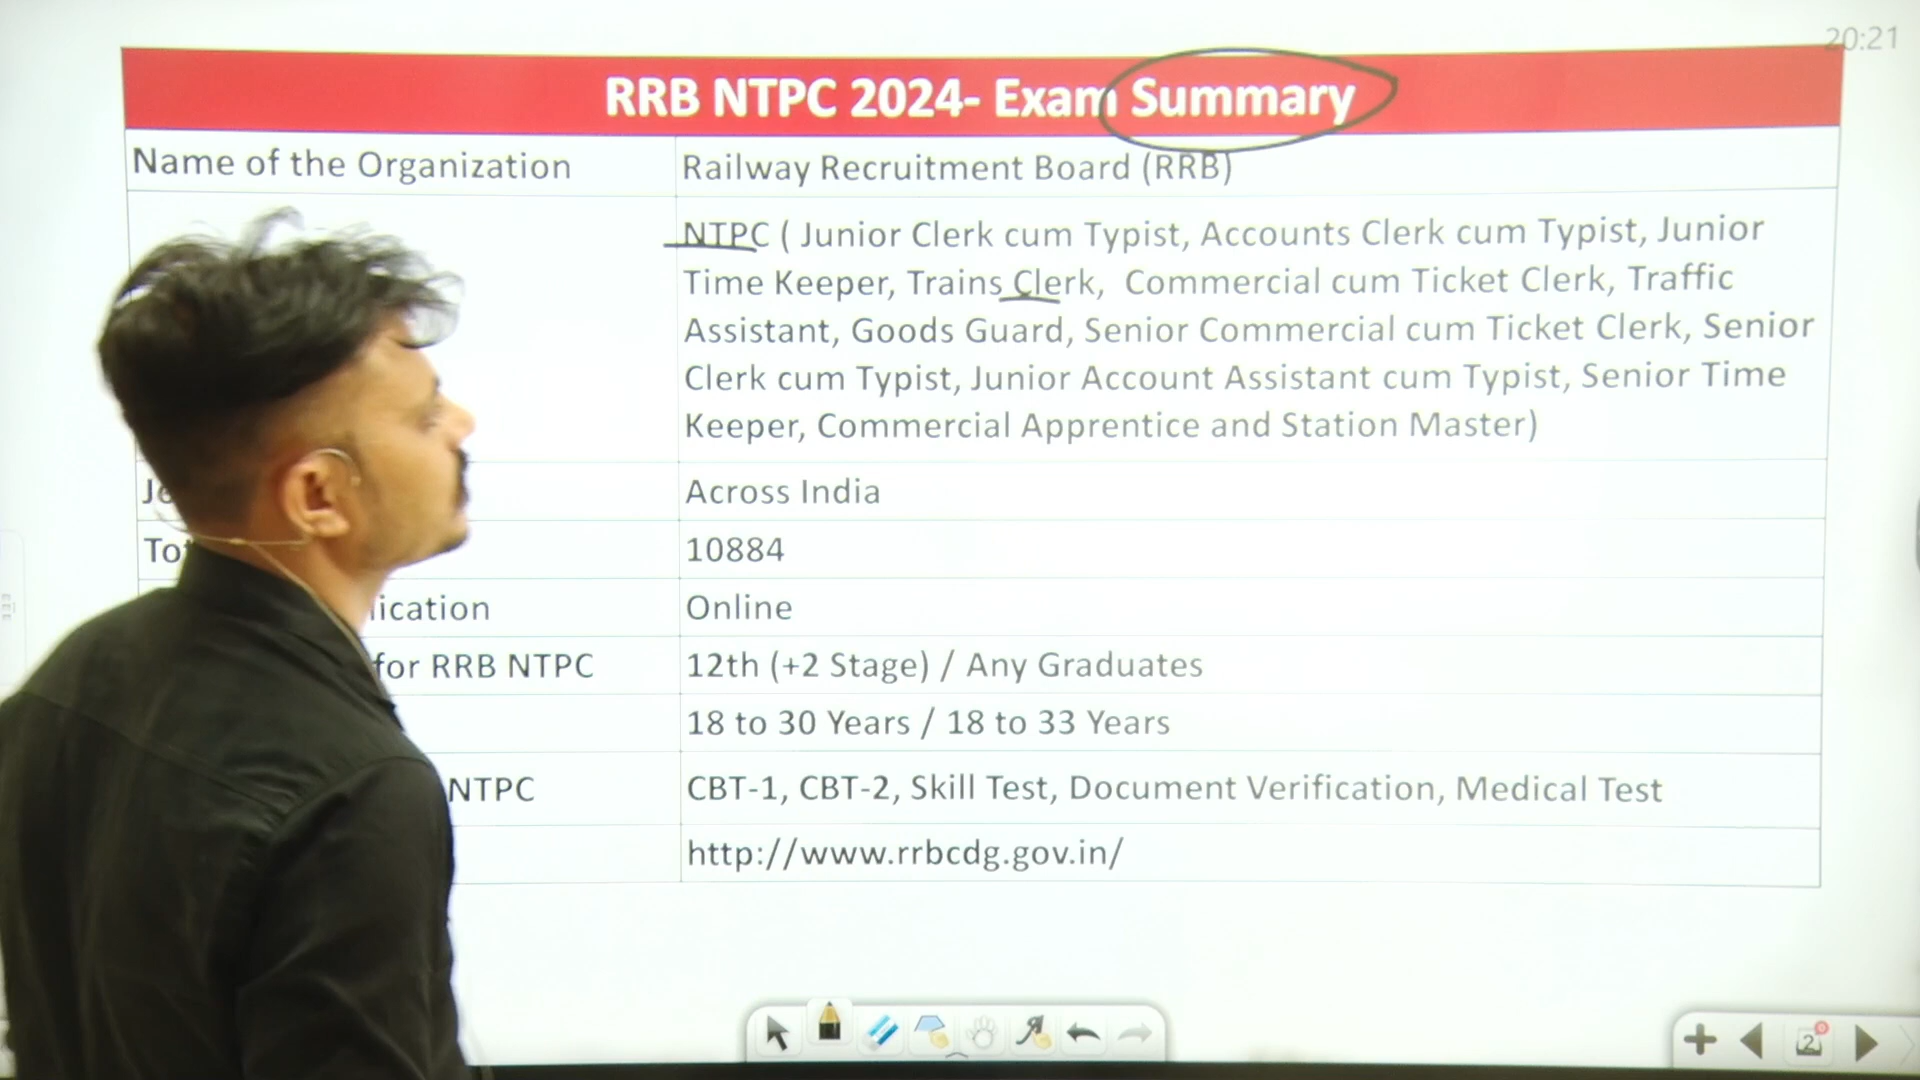 20:21
RRB NTPC 2024- Exam Summary
Name of the Organization Railway Recruitment Board (RRB)
NTPC ( Junior Clerk cum Typist, Accounts Clerk cum Typist, Junior
Time Keeper, Trains Clerk, Commercial cum Ticket Clerk, Traffic
Assistant, Goods Guard, Senior Commercial cum Ticket Clerk, Senior
Clerk cum Typist, Junior Account Assistant cum Typist, Senior Time
Keeper, Commercial Apprentice and Station Master)
Across India
10884
Online
for RRB NTPC 12th (+2 Stage) / Any Graduates
18 to 30 Years / 18 to 33 Years
NTPC CBT-1, CBT-2, Skill Test, Document Verification, Medical Test
http://www.rrbcdg.gov.in/
2